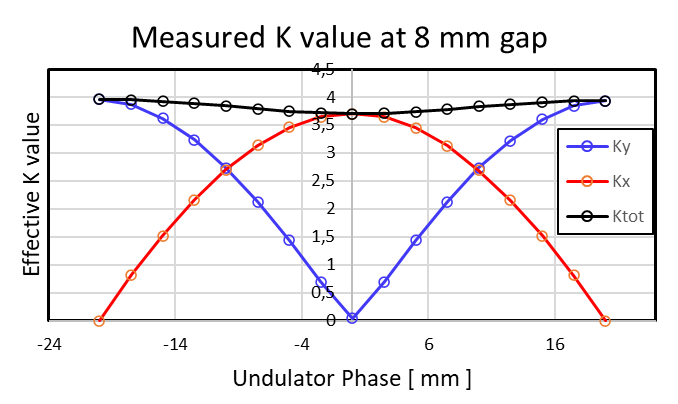 Measured K value at 8 mm gap
Effective K value
4,5
4
3,5
3
2,5
2
1,5
1
0,5
0
-24 -14 -4 6 16
Undulator Phase [ mm ]
Ky
Kx
Ktot